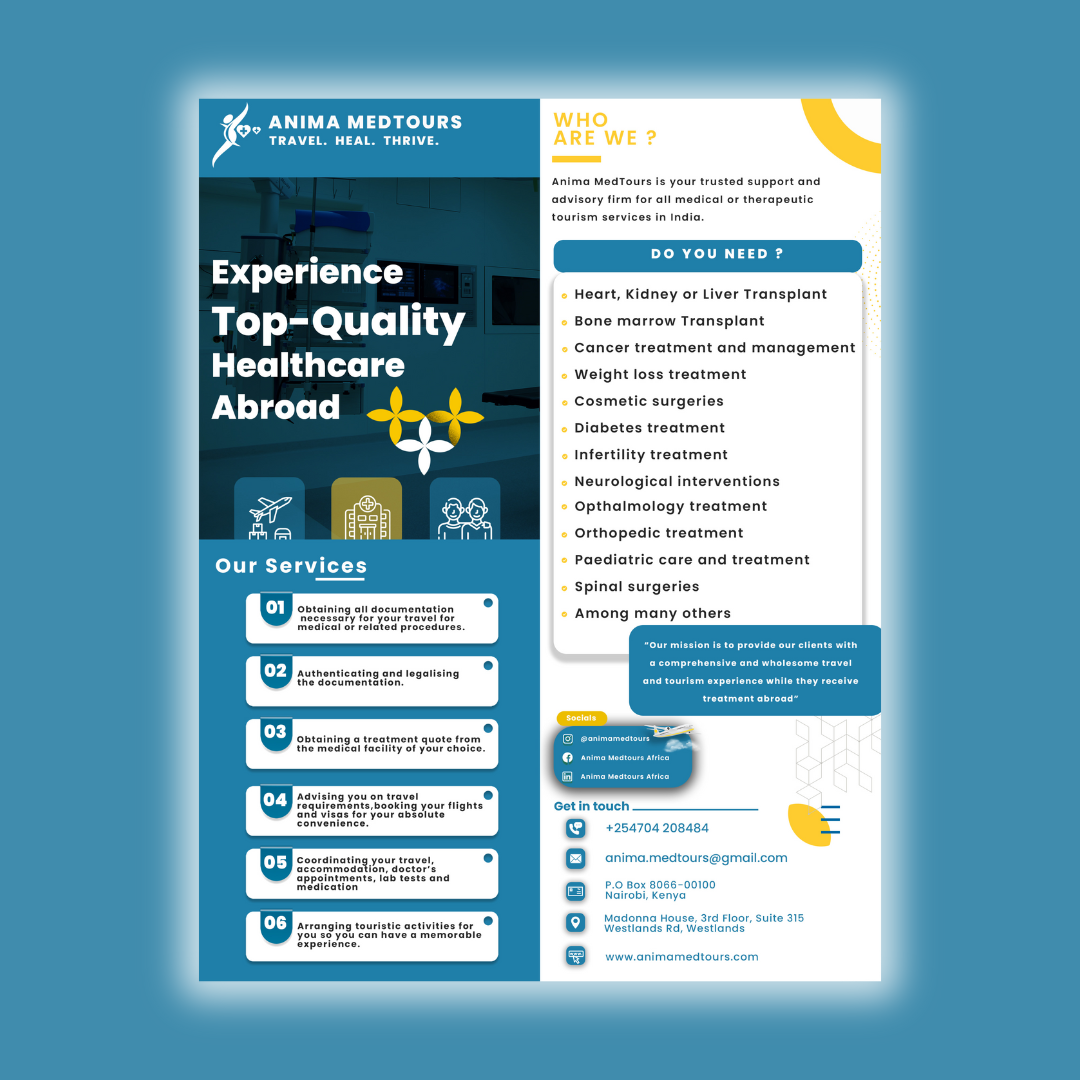 ANIMA MEDTOURS
TRAVEL. HEAL. THRIVE.
Experience
Top-Quality
Healthcare
Abroad
Our Services
01
Obtaining all documentation
necessary for your travel for
medical or related procedures.
02
Authenticating and legalising
the documentation.
03
Obtaining a treatment quote from
the medical facility of your choice.
04
Advising you on travel
requirements,booking your flights
and visas for your absolute
convenience.
05
Coordinating your travel,
accommodation, doctor's
appointments, lab tests and
medication
06
Arranging touristic activities for
you so you can have a memorable
experience.
WHO
ARE WE ?
Anima MedTours is your trusted support and
advisory firm for all medical or therapeutic
tourism services in India.
DO YOU NEED ?
Heart, Kidney or Liver Transplant
Bone marrow Transplant
Cancer treatment and management
Weight loss treatment
Cosmetic surgeries
Diabetes treatment
Infertility treatment
Neurological interventions
Opthalmology treatment
Orthopedic treatment
Paediatric care and treatment
Spinal surgeries
Among many others
"Our mission is to provide our clients with
a comprehensive and wholesome travel
and tourism experience while they receive
treatment abroad"
Socials
@animamedtours
Anima Medtours Africa
Anima Medtours Africa
Get in touch
+254704 208484
anima.medtours@gmail.com
P.O Box 8066-00100
Nairobi, Kenya
Madonna House, 3rd Floor, Suite 315
Westlands Rd, Westlands
www.animamedtours.com